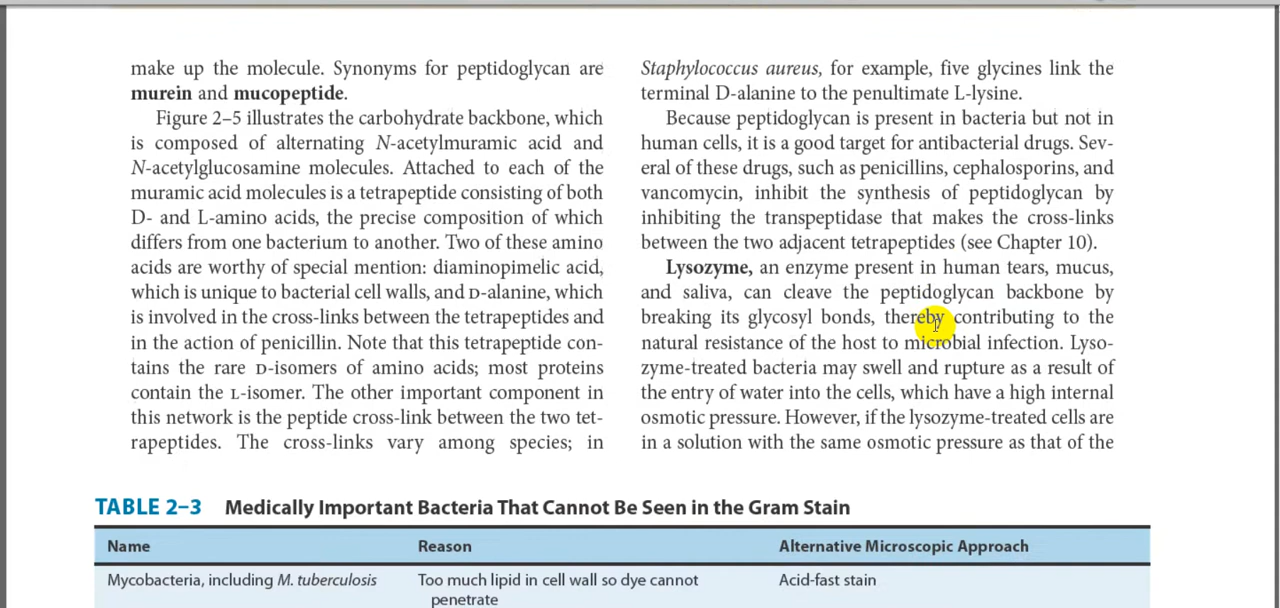 make up the molecule. Synonyms for peptidoglycan are
murein and mucopeptide.
Figure 2–5 illustrates the carbohydrate backbone, which
is composed of alternating N-acetylmuramic acid and
N-acetylglucosamine molecules. Attached to each of the
muramic acid molecules is a tetrapeptide consisting of both
D- and L-amino acids, the precise composition of which
differs from one bacterium to another. Two of these amino
acids are worthy of special mention: diaminopimelic acid,
which is unique to bacterial cell walls, and D-alanine, which
is involved in the cross-links between the tetrapeptides and
in the action of penicillin. Note that this tetrapeptide con-
tains the rare D-isomers of amino acids; most proteins
contain the L-isomer. The other important component in
this network is the peptide cross-link between the two tet-
rapeptides. The cross-links vary among species; in
Staphylococcus aureus, for example, five glycines link the
terminal D-alanine to the penultimate L-lysine.
Because peptidoglycan is present in bacteria but not in
human cells, it is a good target for antibacterial drugs. Sev-
eral of these drugs, such as penicillins, cephalosporins, and
vancomycin, inhibit the synthesis of peptidoglycan by
inhibiting the transpeptidase that makes the cross-links
between the two adjacent tetrapeptides (see Chapter 10).
Lysozyme, an enzyme present in human tears, mucus,
and saliva, can cleave the peptidoglycan backbone by
breaking its glycosyl bonds, thereby contributing to the
natural resistance of the host to microbial infection. Lyso-
zyme-treated bacteria may swell and rupture as a result of
the entry of water into the cells, which have a high internal
osmotic pressure. However, if the lysozyme-treated cells are
in a solution with the same osmotic pressure as that of the
TABLE 2–3 Medically Important Bacteria That Cannot Be Seen in the Gram Stain
Name Reason Alternative Microscopic Approach
Mycobacteria, including M. tuberculosis Too much lipid in cell wall so dye cannot Acid-fast stain
penetrate